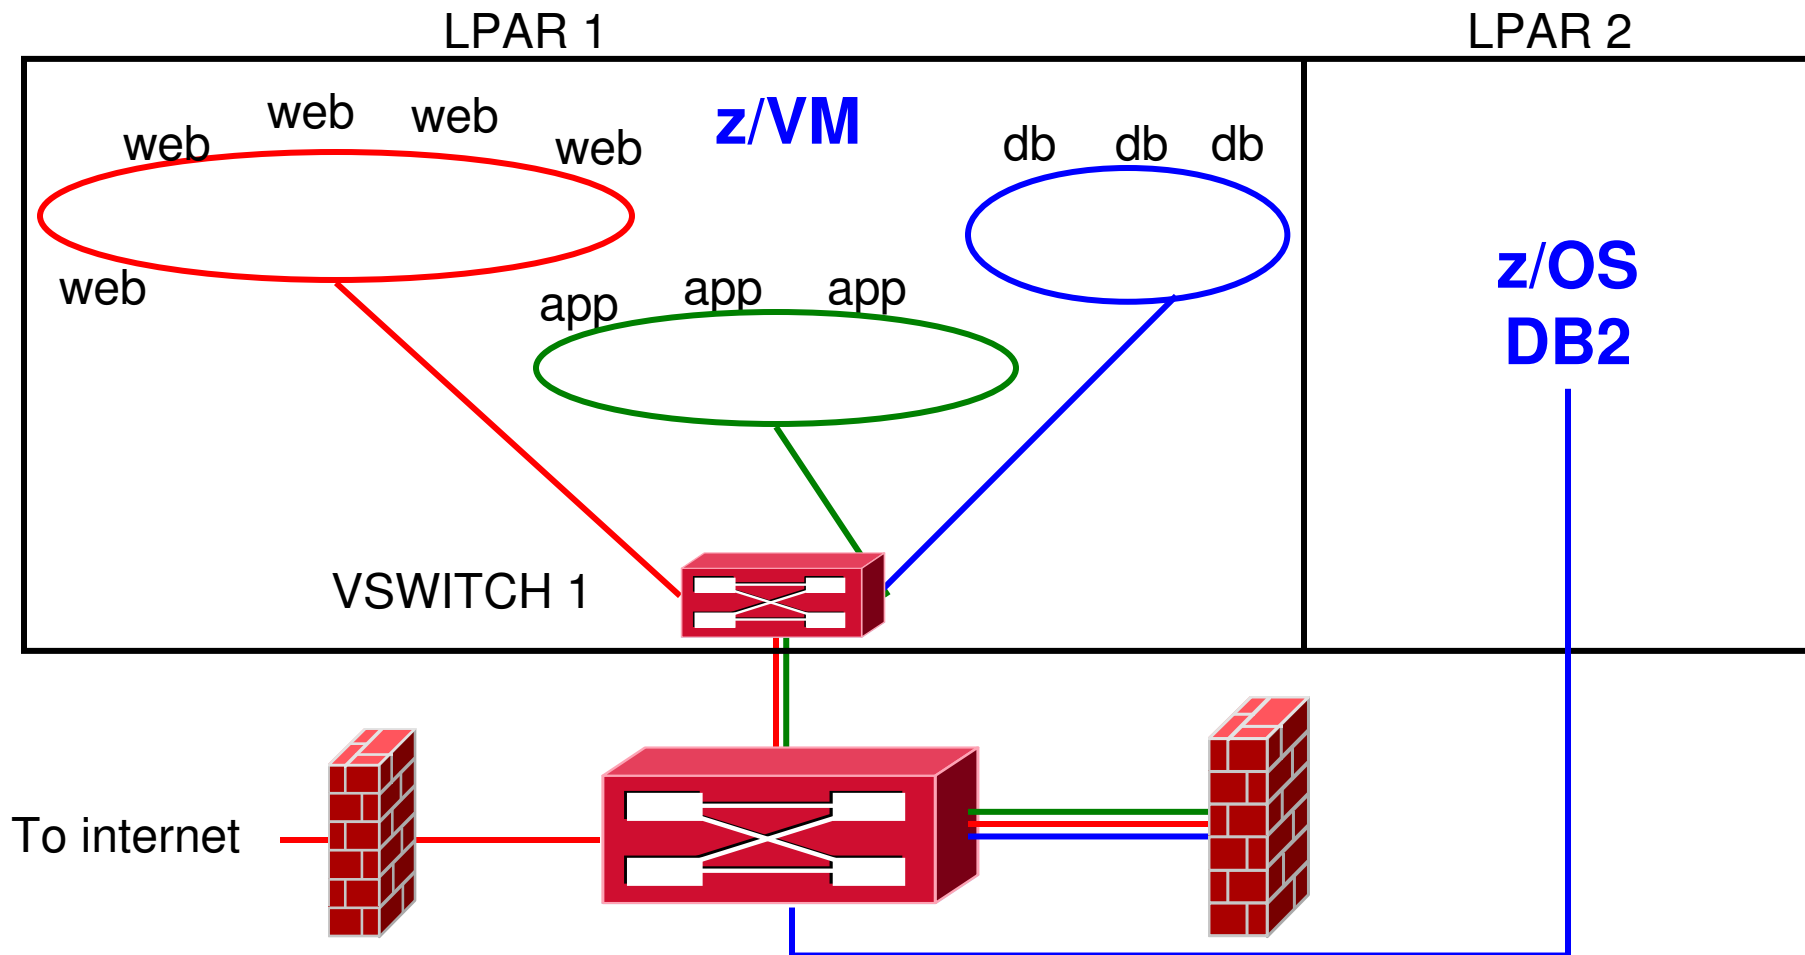 LPAR 1
LPAR 2
web web web web
z/VM
db db db
web
app app app
z/OS
DB2
VSWITCH 1
To internet